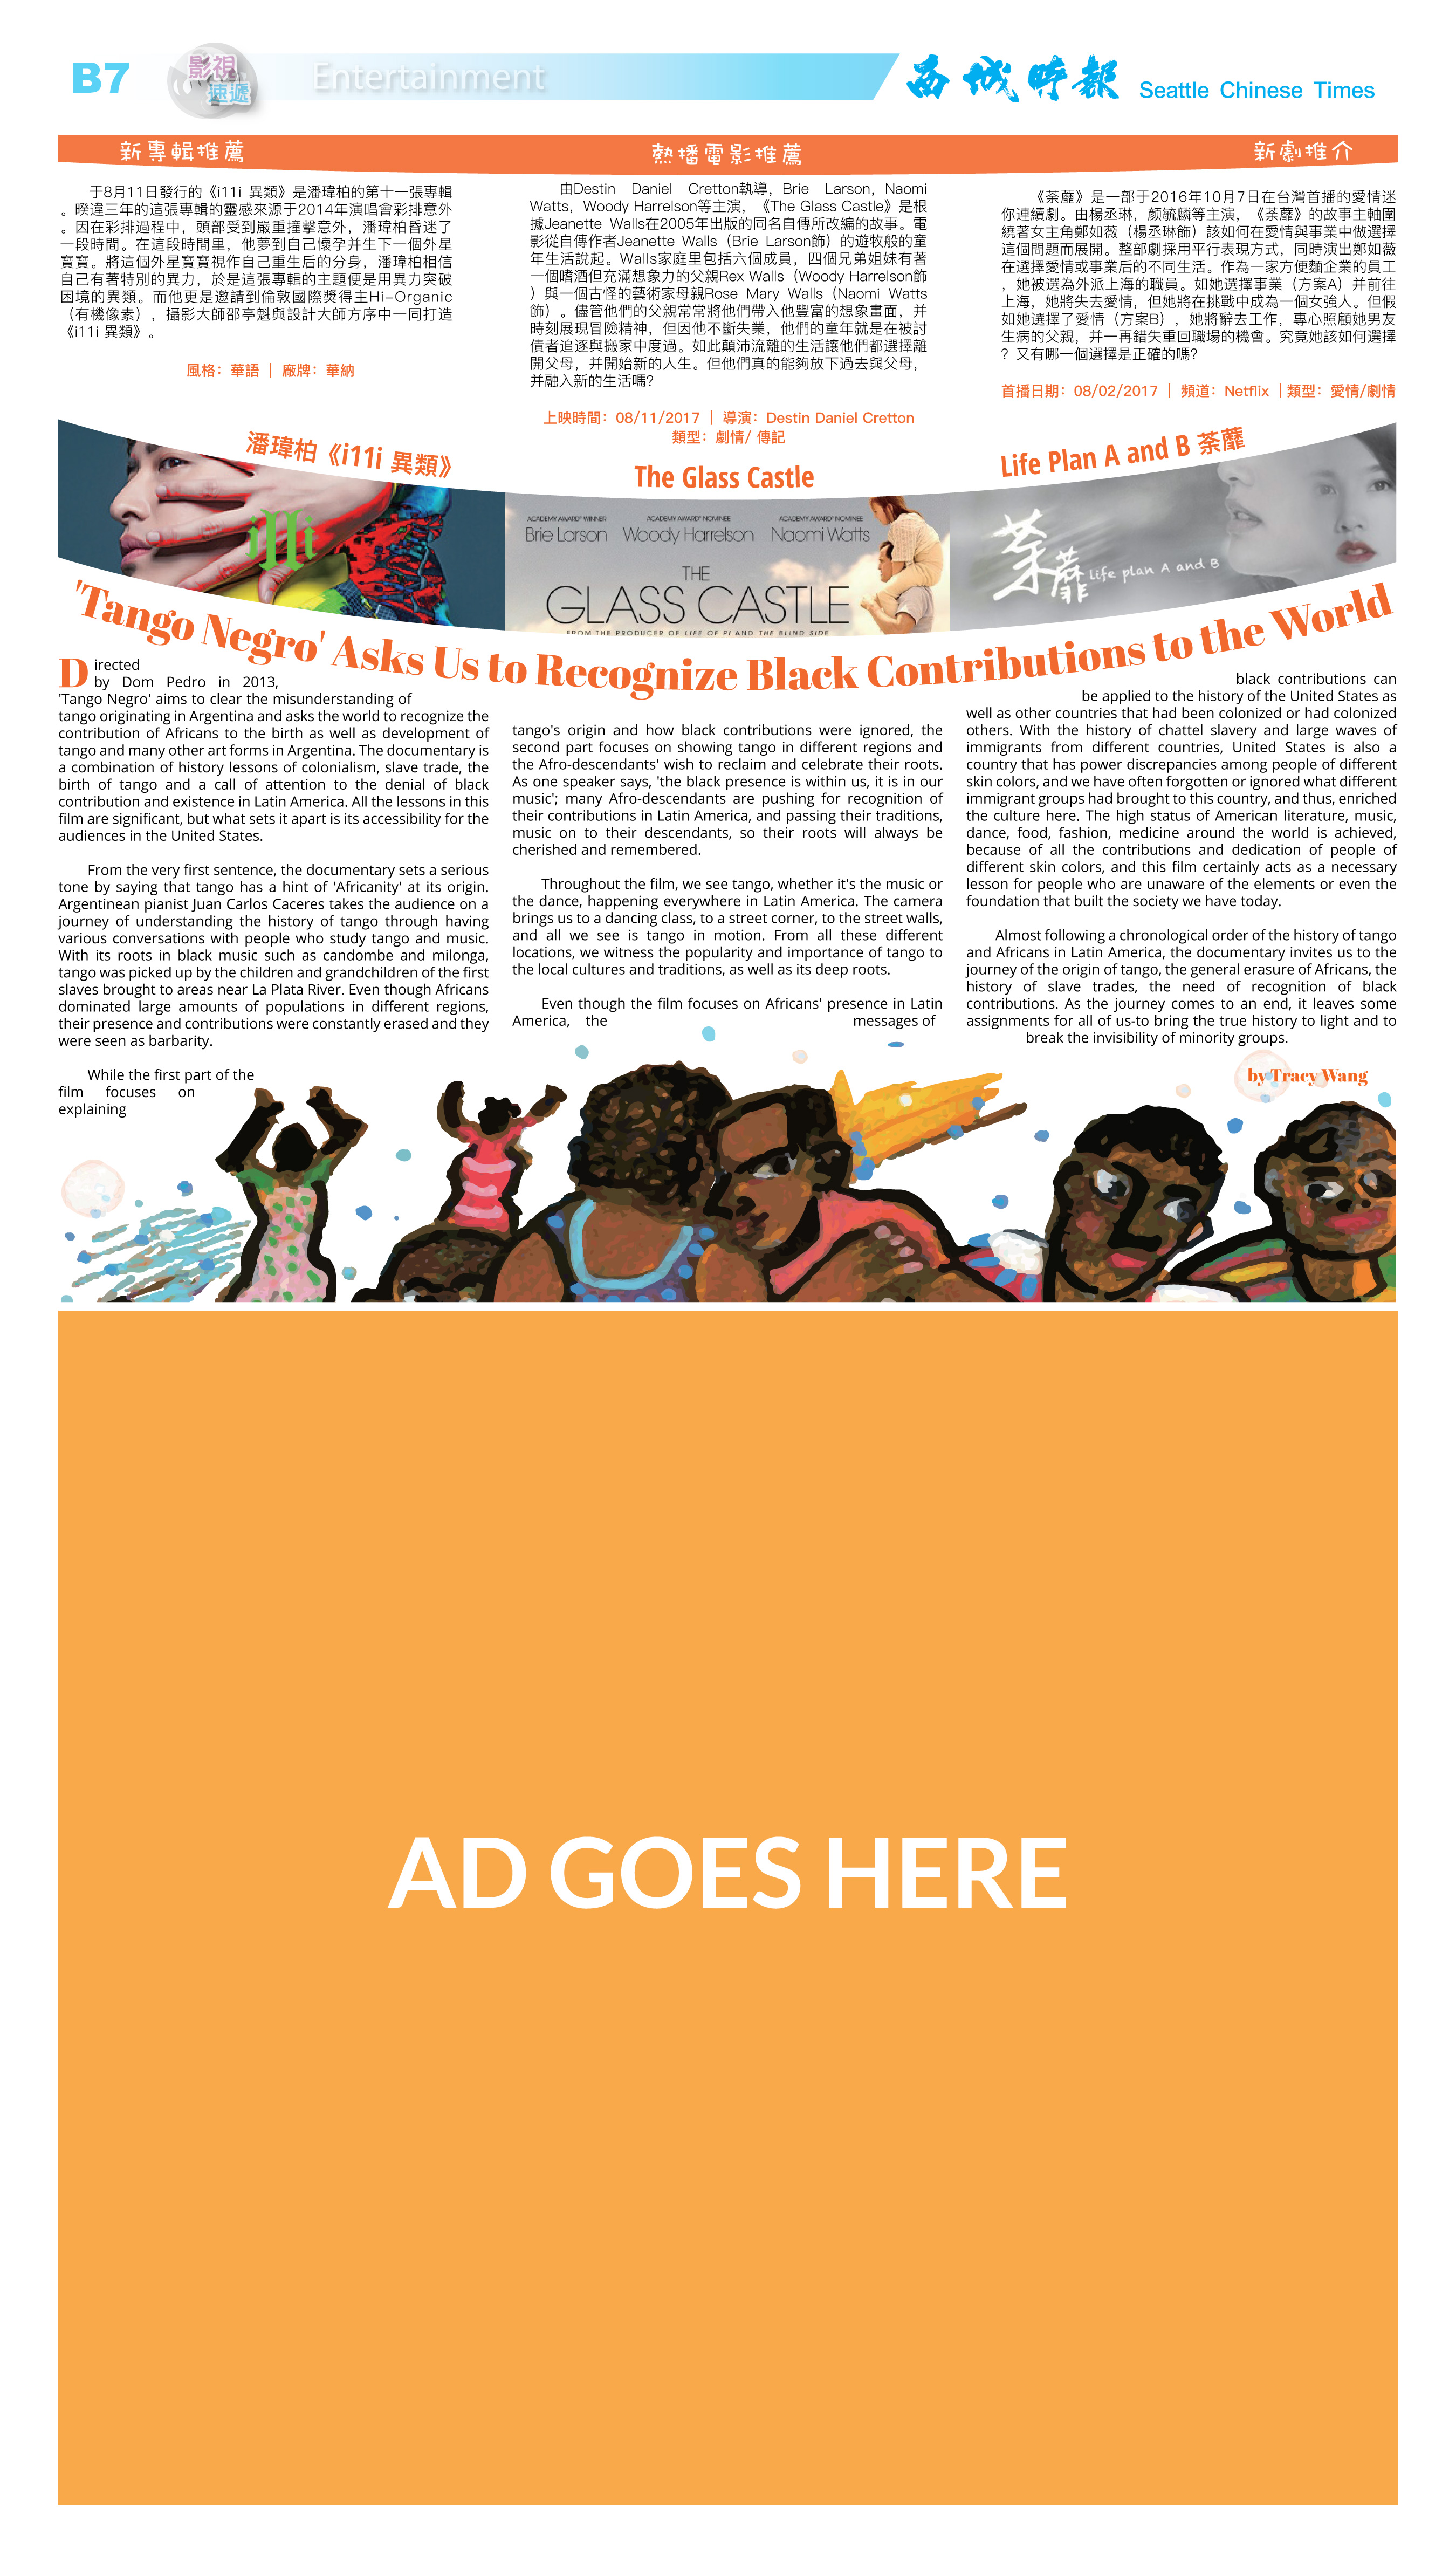 B7
影視
速遞
Entertainment
西城時報
Seattle Chinese Times
新專輯推薦
熱播電影推薦
新劇推介
于8月11日發行的《i11i 異類》是潘瑋柏的第十一張專輯
。暌違三年的這張專輯的靈感來源于2014年演唱會彩排意外
。因在彩排過程中，頭部受到嚴重撞擊意外，潘瑋柏昏迷了
一段時間。在這段時間里，他夢到自己懷孕并生下一個外星
寶寶。將這個外星寶寶視作自己重生后的分身，潘瑋柏相信
自己有著特別的異力，於是這張專輯的主題便是用異力突破
困境的異類。而他更是邀請到倫敦國際獎得主Hi-Organic
（有機像素），攝影大師邵亭魁與設計大師方序中一同打造
《i11i 異類》。
風格：華語 | 廠牌：華納
由Destin Daniel Cretton執導，Brie Larson，Naomi
Watts，Woody Harrelson等主演，《The Glass Castle》是根
據Jeanette Walls在2005年出版的同名自傳所改編的故事。電
影從自傳作者Jeanette Walls（Brie Larson飾）的遊牧般的童
年生活說起。Walls家庭里包括六個成員，四個兄弟姐妹有著
一個嗜酒但充滿想象力的父親Rex Walls（Woody Harrelson飾
）與一個古怪的藝術家母親Rose Mary Walls（Naomi Watts
飾）。儘管他們的父親常常將他們帶入他豐富的想象畫面，并
時刻展現冒險精神，但因他不斷失業，他們的童年就是在被討
債者追逐與搬家中度過。如此顛沛流離的生活讓他們都選擇離
開父母，并開始新的人生。但他們真的能夠放下過去與父母，
并融入新的生活嗎？
上映時間：08/11/2017 | 導演：Destin Daniel Cretton
類型：劇情/ 傳記
《荼蘼》是一部于2016年10月7日在台灣首播的愛情迷
你連續劇。由楊丞琳，顏毓麟等主演，《荼蘼》的故事主軸圍
繞著女主角鄭如薇（楊丞琳飾）該如何在愛情與事業中做選擇
這個問題而展開。整部劇採用平行表現方式，同時演出鄭如薇
在選擇愛情或事業后的不同生活。作為一家方便麵企業的員工
，她被選為外派上海的職員。如她選擇事業（方案A）并前往
上海，她將失去愛情，但她將在挑戰中成為一個女強人。但假
如她選擇了愛情（方案B），她將辭去工作，專心照顧她男友
生病的父親，并一再錯失重回職場的機會。究竟她該如何選擇
？又有哪一個選擇是正確的嗎？
首播日期：08/02/2017 | 頻道：Netflix | 類型：愛情/劇情
潘瑋柏《i11i 異類》
The Glass Castle
Life Plan A and B 荼蘼
i11i
ACADEMY AWARD® WINNER
Brie Larson
ACADEMY AWARD® NOMINEE
Woody Harrelson
ACADEMY AWARD® NOMINEE
Naomi Watts
THE
GLASS CASTLE
FROM THE PRODUCER OF LIFE OF PI AND THE BLIND SIDE
荼蘼
Life plan A and B
'Tango Negro' Asks Us to Recognize Black Contributions to the World
Directed
by Dom Pedro in 2013,
'Tango Negro' aims to clear the misunderstanding of
tango originating in Argentina and asks the world to recognize the
contribution of Africans to the birth as well as development of
tango and many other art forms in Argentina. The documentary is
a combination of history lessons of colonialism, slave trade, the
birth of tango and a call of attention to the denial of black
contribution and existence in Latin America. All the lessons in this
film are significant, but what sets it apart is its accessibility for the
audiences in the United States.
From the very first sentence, the documentary sets a serious
tone by saying that tango has a hint of 'Africanity' at its origin.
Argentinean pianist Juan Carlos Caceres takes the audience on a
journey of understanding the history of tango through having
various conversations with people who study tango and music.
With its roots in black music such as candombe and milonga,
tango was picked up by the children and grandchildren of the first
slaves brought to areas near La Plata River. Even though Africans
dominated large amounts of populations in different regions,
their presence and contributions were constantly erased and they
were seen as barbarity.
While the first part of the
film focuses on
explaining
tango's origin and how black contributions were ignored, the
second part focuses on showing tango in different regions and
the Afro-descendants' wish to reclaim and celebrate their roots.
As one speaker says, 'the black presence is within us, it is in our
music'; many Afro-descendants are pushing for recognition of
their contributions in Latin America, and passing their traditions,
music on to their descendants, so their roots will always be
cherished and remembered.
Throughout the film, we see tango, whether it's the music or
the dance, happening everywhere in Latin America. The camera
brings us to a dancing class, to a street corner, to the street walls,
and all we see is tango in motion. From all these different
locations, we witness the popularity and importance of tango to
the local cultures and traditions, as well as its deep roots.
Even though the film focuses on Africans' presence in Latin
America, the messages of
black contributions can
be applied to the history of the United States as
well as other countries that had been colonized or had colonized
others. With the history of chattel slavery and large waves of
immigrants from different countries, United States is also a
country that has power discrepancies among people of different
skin colors, and we have often forgotten or ignored what different
immigrant groups had brought to this country, and thus, enriched
the culture here. The high status of American literature, music,
dance, food, fashion, medicine around the world is achieved,
because of all the contributions and dedication of people of
different skin colors, and this film certainly acts as a necessary
lesson for people who are unaware of the elements or even the
foundation that built the society we have today.
Almost following a chronological order of the history of tango
and Africans in Latin America, the documentary invites us to the
journey of the origin of tango, the general erasure of Africans, the
history of slave trades, the need of recognition of black
contributions. As the journey comes to an end, it leaves some
assignments for all of us-to bring the true history to light and to
break the invisibility of minority groups.
by Tracy Wang
AD GOES HERE